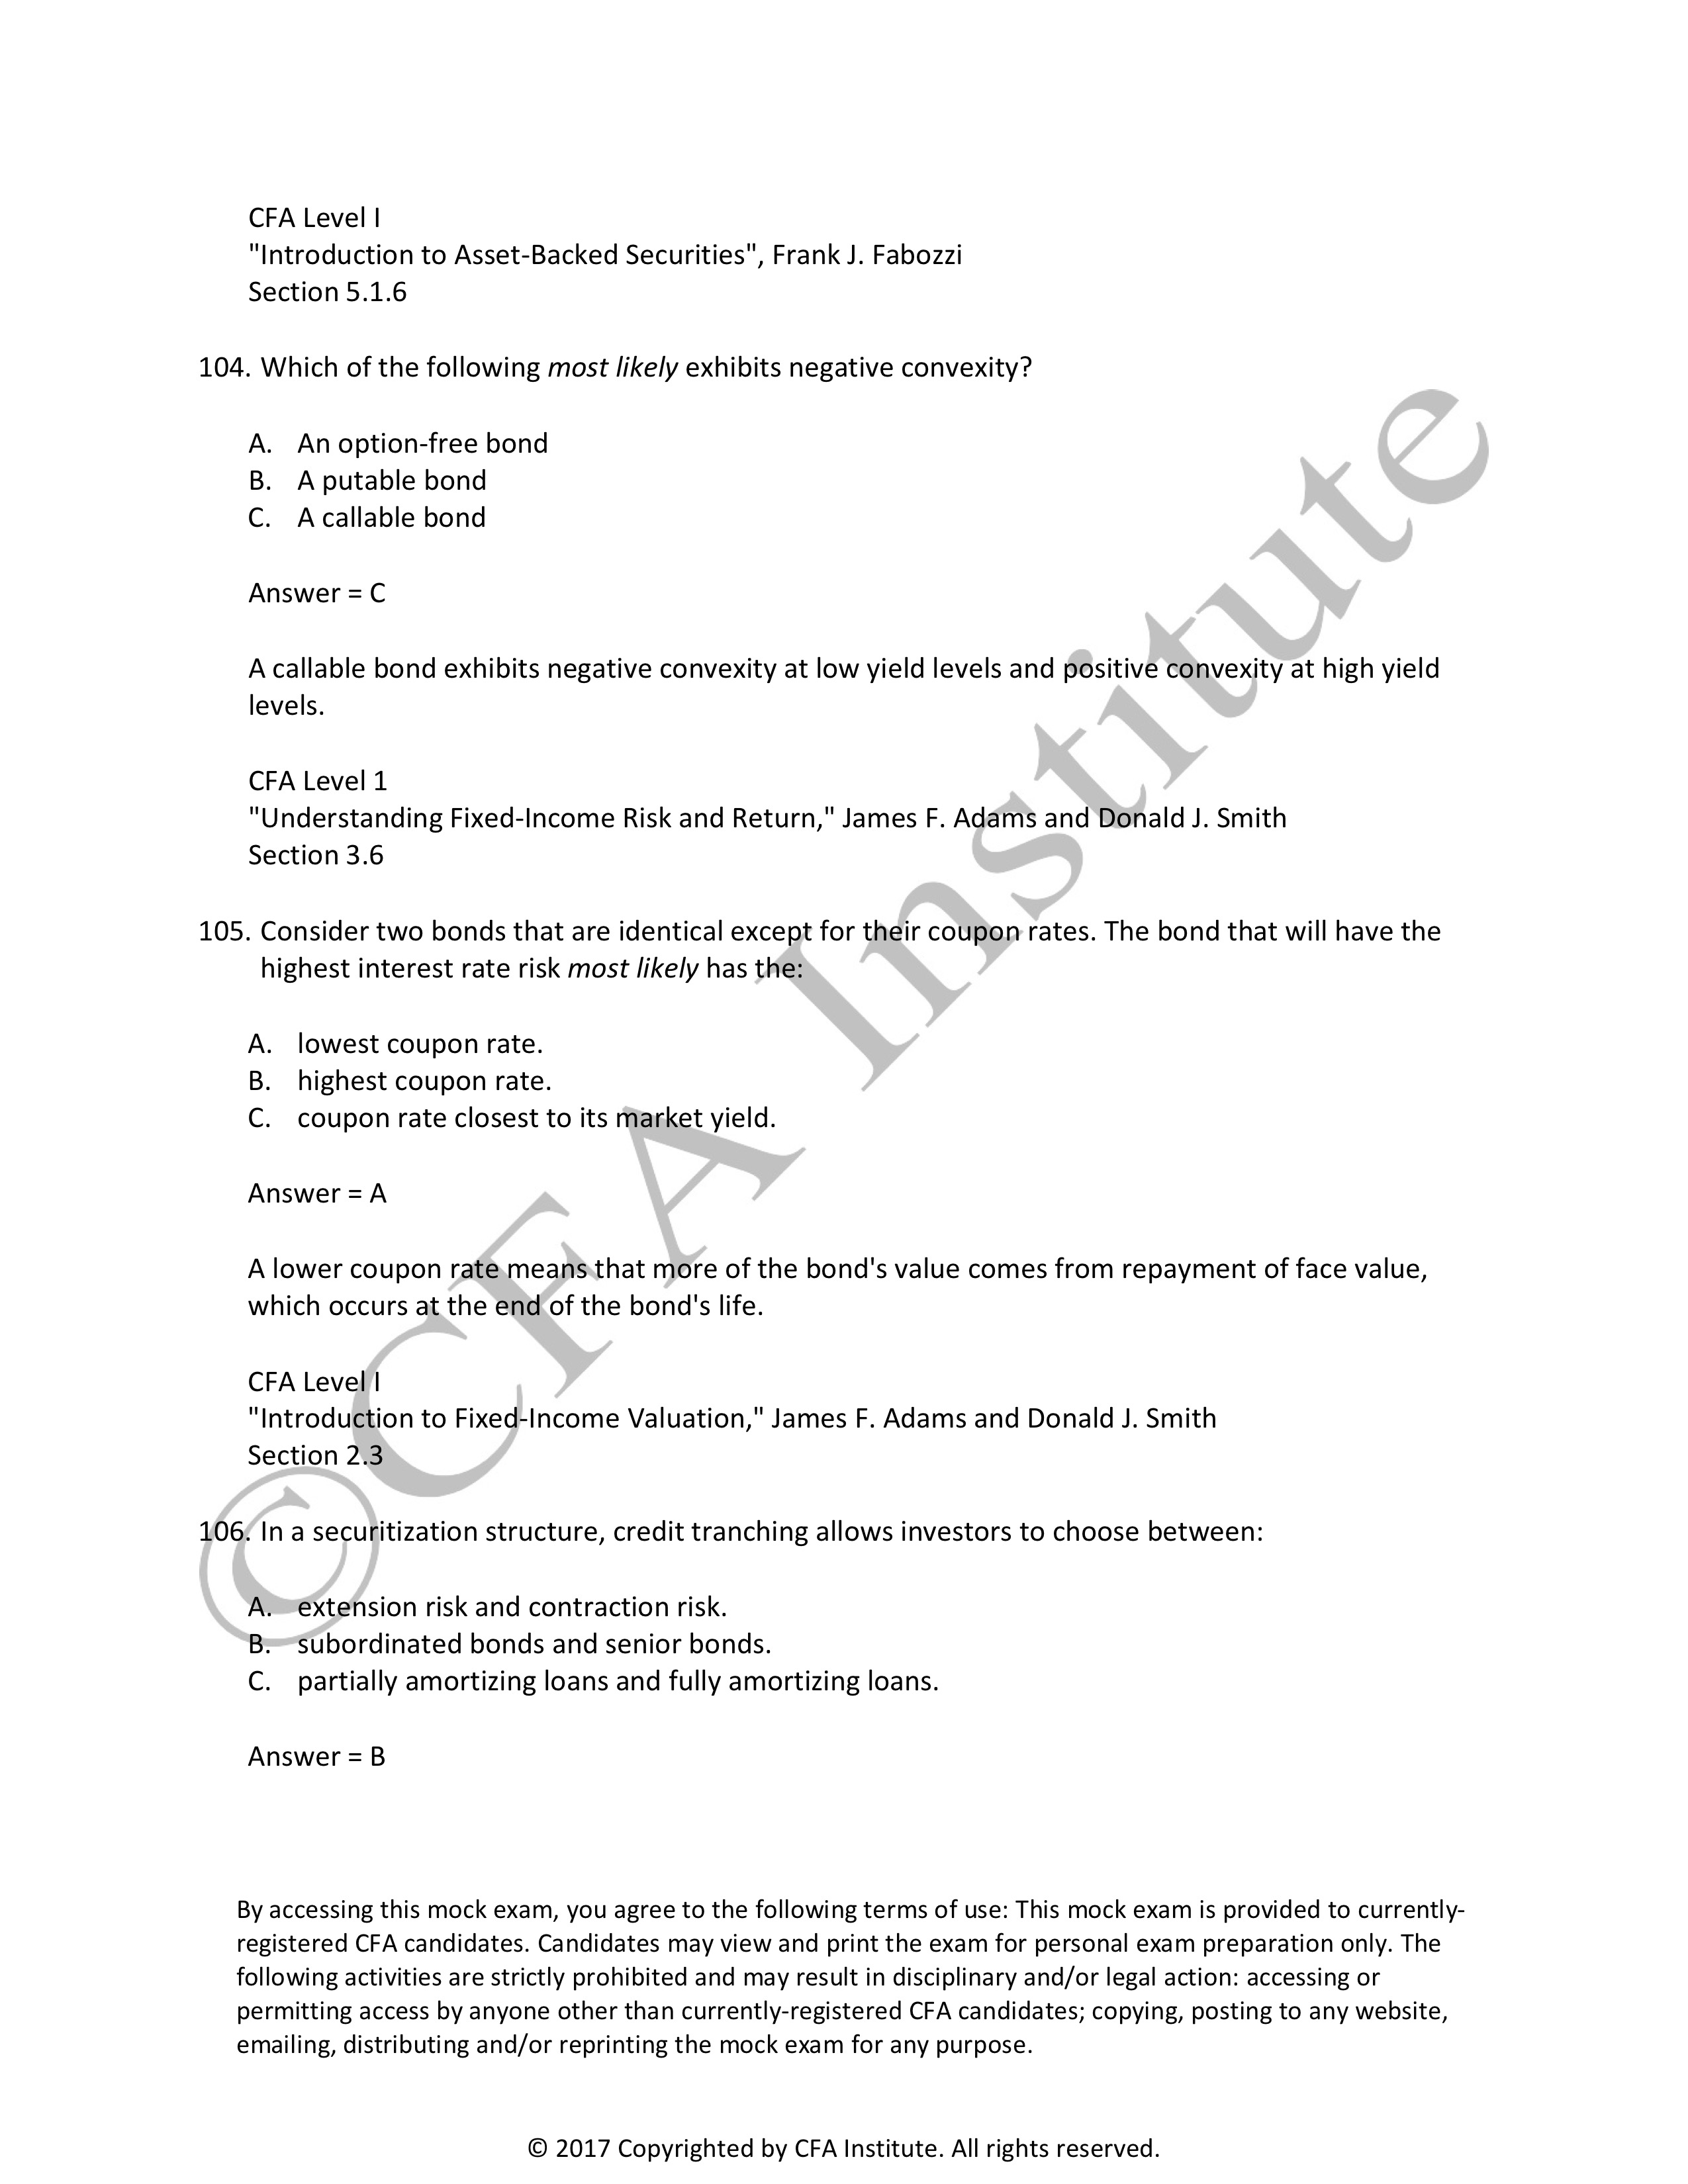 CFA Level I
"Introduction to Asset-Backed Securities", Frank J. Fabozzi
Section 5.1.6
104. Which of the following most likely exhibits negative convexity?
A. An option-free bond
B. A putable bond
C. A callable bond
Answer = C
A callable bond exhibits negative convexity at low yield levels and positive convexity at high yield
levels.
CFA Level 1
"Understanding Fixed-Income Risk and Return," James F. Adams and Donald J. Smith
Section 3.6
105. Consider two bonds that are identical except for their coupon rates. The bond that will have the
highest interest rate risk most likely has the:
A. lowest coupon rate.
B. highest coupon rate.
C. coupon rate closest to its market yield.
Answer = A
A lower coupon rate means that more of the bond's value comes from repayment of face value,
which occurs at the end of the bond's life.
CFA Level I
"Introduction to Fixed-Income Valuation," James F. Adams and Donald J. Smith
Section 2.3
106. In a securitization structure, credit tranching allows investors to choose between:
A. extension risk and contraction risk.
B. subordinated bonds and senior bonds.
C. partially amortizing loans and fully amortizing loans.
Answer = B
By accessing this mock exam, you agree to the following terms of use: This mock exam is provided to currently-
registered CFA candidates. Candidates may view and print the exam for personal exam preparation only. The
following activities are strictly prohibited and may result in disciplinary and/or legal action: accessing or
permitting access by anyone other than currently-registered CFA candidates; copying, posting to any website,
emailing, distributing and/or reprinting the mock exam for any purpose.
© 2017 Copyrighted by CFA Institute. All rights reserved.
©CFA Institute